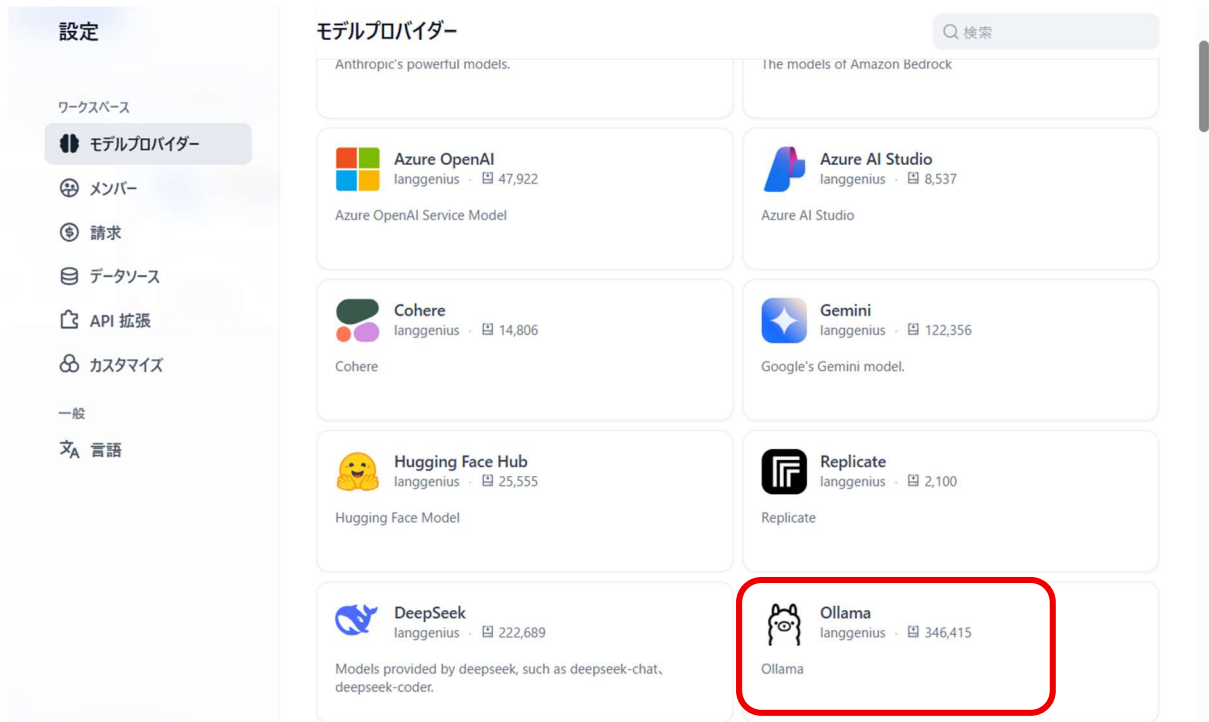 設定
ワークスペース
モデルプロバイダー
メンバー
請求
データソース
API 拡張
カスタマイズ
一般
言語
モデルプロバイダー
検索
Anthropic's powerful models.
The models of Amazon Bedrock
Azure OpenAI
langgenius · 47,922
Azure OpenAI Service Model
Azure AI Studio
langgenius · 8,537
Azure AI Studio
Cohere
langgenius · 14,806
Cohere
Gemini
langgenius · 122,356
Google's Gemini model.
Hugging Face Hub
langgenius · 25,555
Hugging Face Model
Replicate
langgenius · 2,100
Replicate
DeepSeek
langgenius · 222,689
Models provided by deepseek, such as deepseek-chat、
deepseek-coder.
Ollama
langgenius · 346,415
Ollama